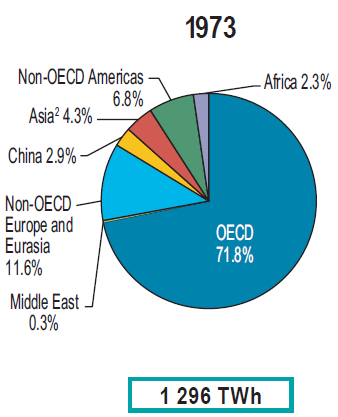 1973
Non-OECD Americas
6.8%
Africa 2.3%
Asia² 4.3%
China 2.9%
Non-OECD
Europe and
Eurasia
11.6%
Middle East
0.3%
OECD
71.8%
1 296 TWh